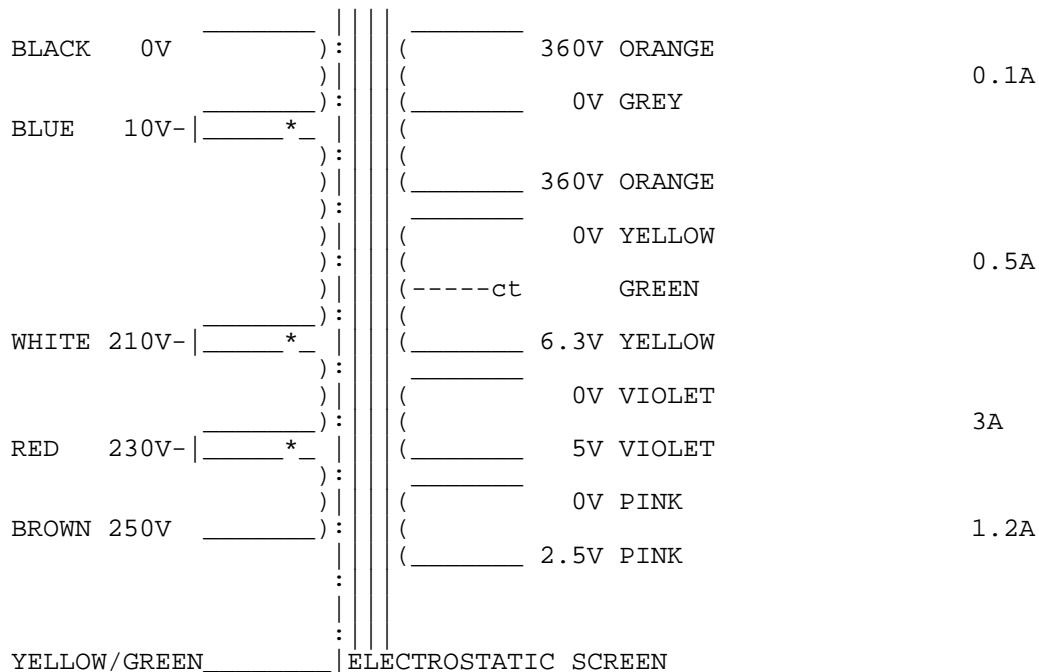 BLACK 0V 360V ORANGE
0.1A
0V GREY
BLUE 10V-| *
360V ORANGE
0V YELLOW
0.5A
-----ct GREEN
WHITE 210V-| * 6.3V YELLOW
0V VIOLET
3A
RED 230V-| * 5V VIOLET
0V PINK
BROWN 250V 1.2A
2.5V PINK
YELLOW/GREEN ELECTROSTATIC SCREEN